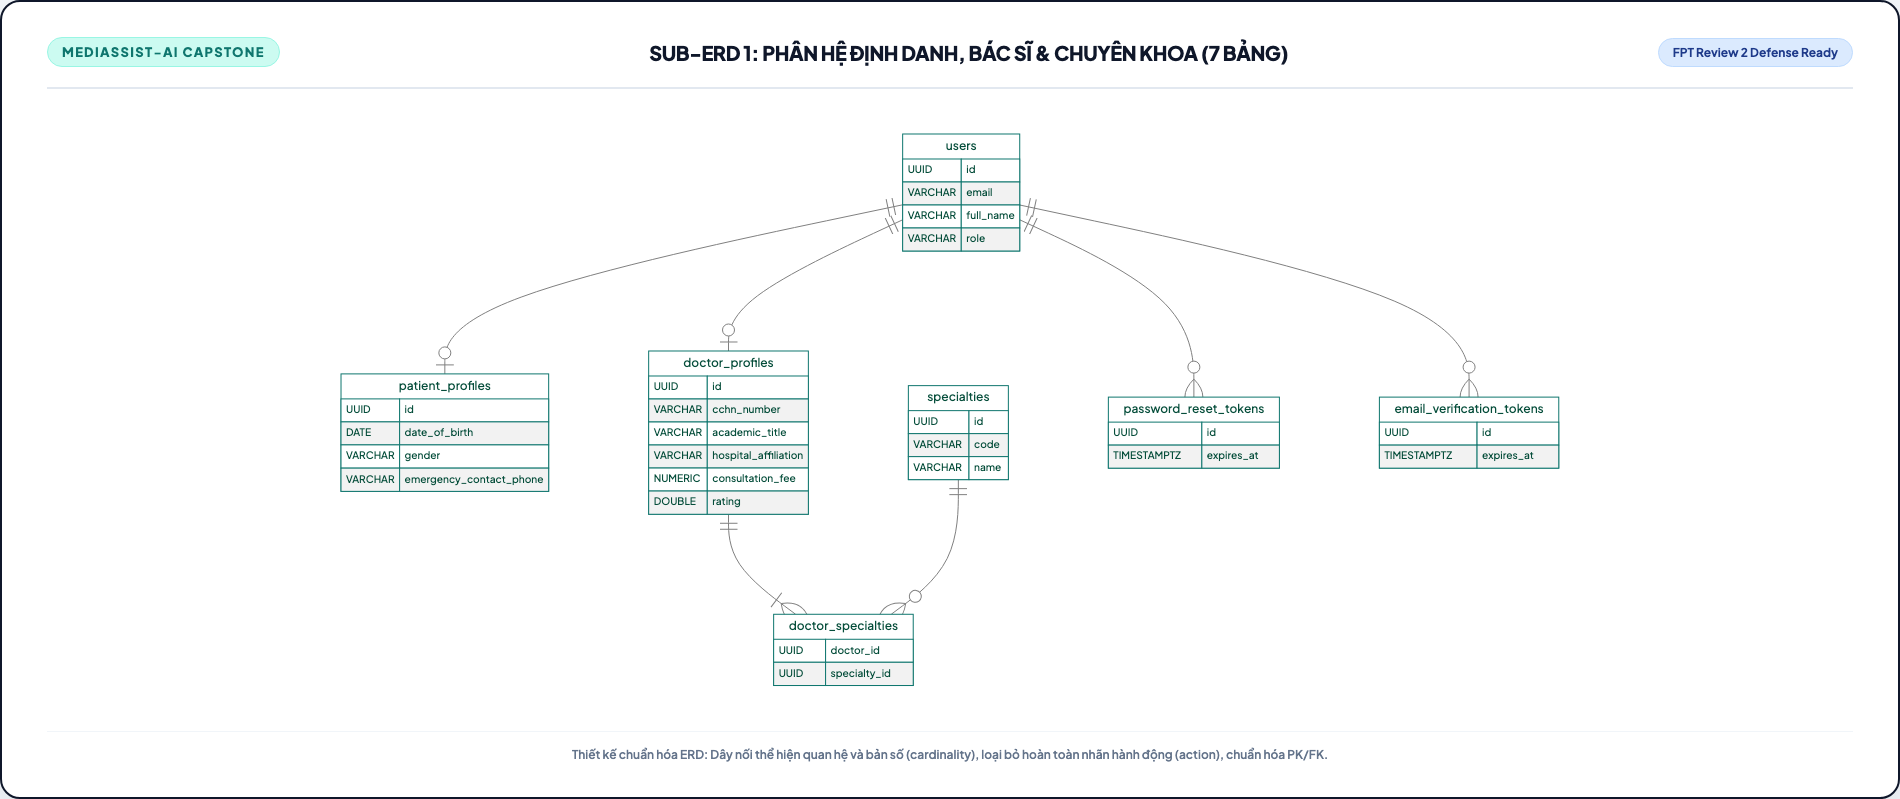 MEDIASSIST-AI CAPSTONE
SUB-ERD 1: PHÂN HỆ ĐỊNH DANH, BÁC SĨ & CHUYÊN KHOA (7 BẢNG)
FPT Review 2 Defense Ready
users
UUID id
VARCHAR email
VARCHAR full_name
VARCHAR role
patient_profiles
UUID id
DATE date_of_birth
VARCHAR gender
VARCHAR emergency_contact_phone
doctor_profiles
UUID id
VARCHAR cchn_number
VARCHAR academic_title
VARCHAR hospital_affiliation
NUMERIC consultation_fee
DOUBLE rating
specialties
UUID id
VARCHAR code
VARCHAR name
password_reset_tokens
UUID id
TIMESTAMPTZ expires_at
email_verification_tokens
UUID id
TIMESTAMPTZ expires_at
doctor_specialties
UUID doctor_id
UUID specialty_id
Thiết kế chuẩn hóa ERD: Dây nối thể hiện quan hệ và bản số (cardinality), loại bỏ hoàn toàn nhãn hành động (action), chuẩn hóa PK/FK.